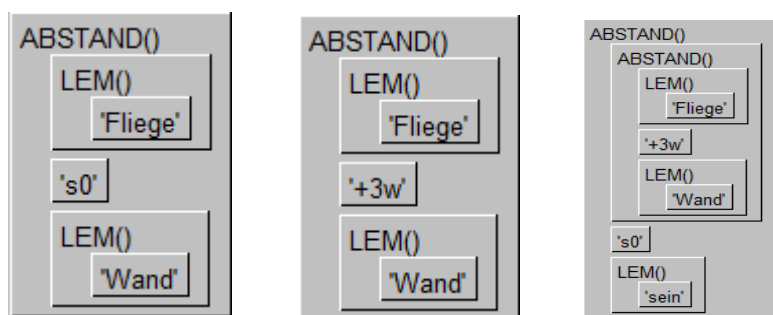 ABSTAND()
LEM()
'Fliege'
's0'
LEM()
'Wand'
ABSTAND()
LEM()
'Fliege'
'+3w'
LEM()
'Wand'
ABSTAND()
ABSTAND()
LEM()
'Fliege'
'+3w'
LEM()
'Wand'
's0'
LEM()
'sein'